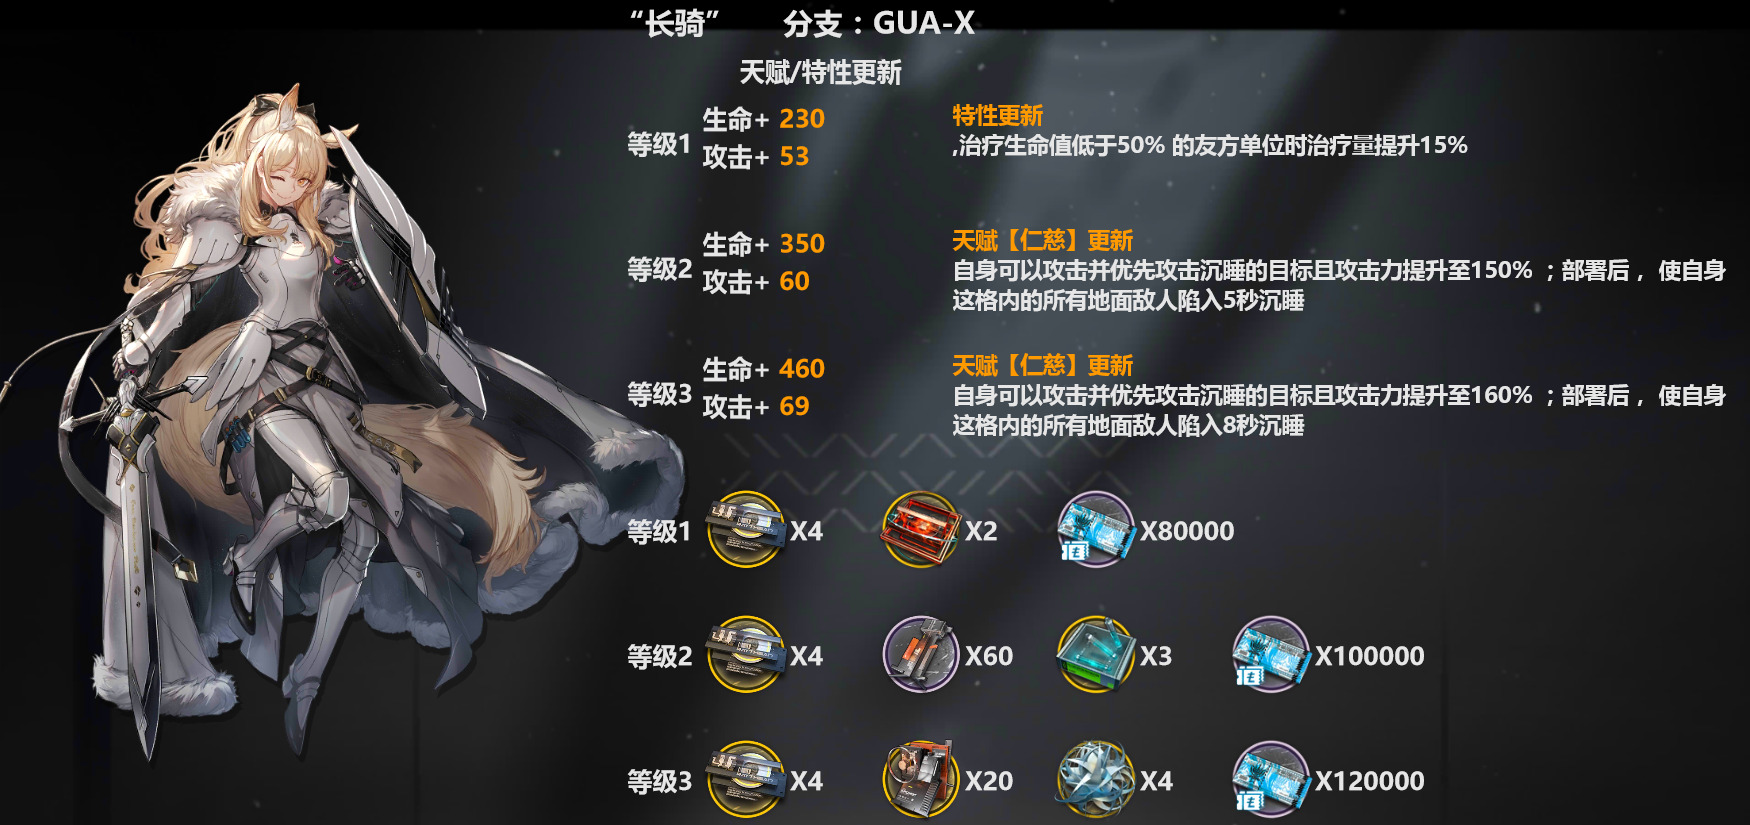 “长骑” 分支：GUA-X
天赋/特性更新
等级1
生命+ 230
攻击+ 53
特性更新
,治疗生命值低于50% 的友方单位时治疗量提升15%
等级2
生命+ 350
攻击+ 60
天赋【仁慈】更新
自身可以攻击并优先攻击沉睡的目标且攻击力提升至150% ；部署后， 使自身
这格内的所有地面敌人陷入5秒沉睡
等级3
生命+ 460
攻击+ 69
天赋【仁慈】更新
自身可以攻击并优先攻击沉睡的目标且攻击力提升至160% ；部署后， 使自身
这格内的所有地面敌人陷入8秒沉睡
等级1 X4 X2 X80000
等级2 X4 X60 X3 X100000
等级3 X4 X20 X4 X120000